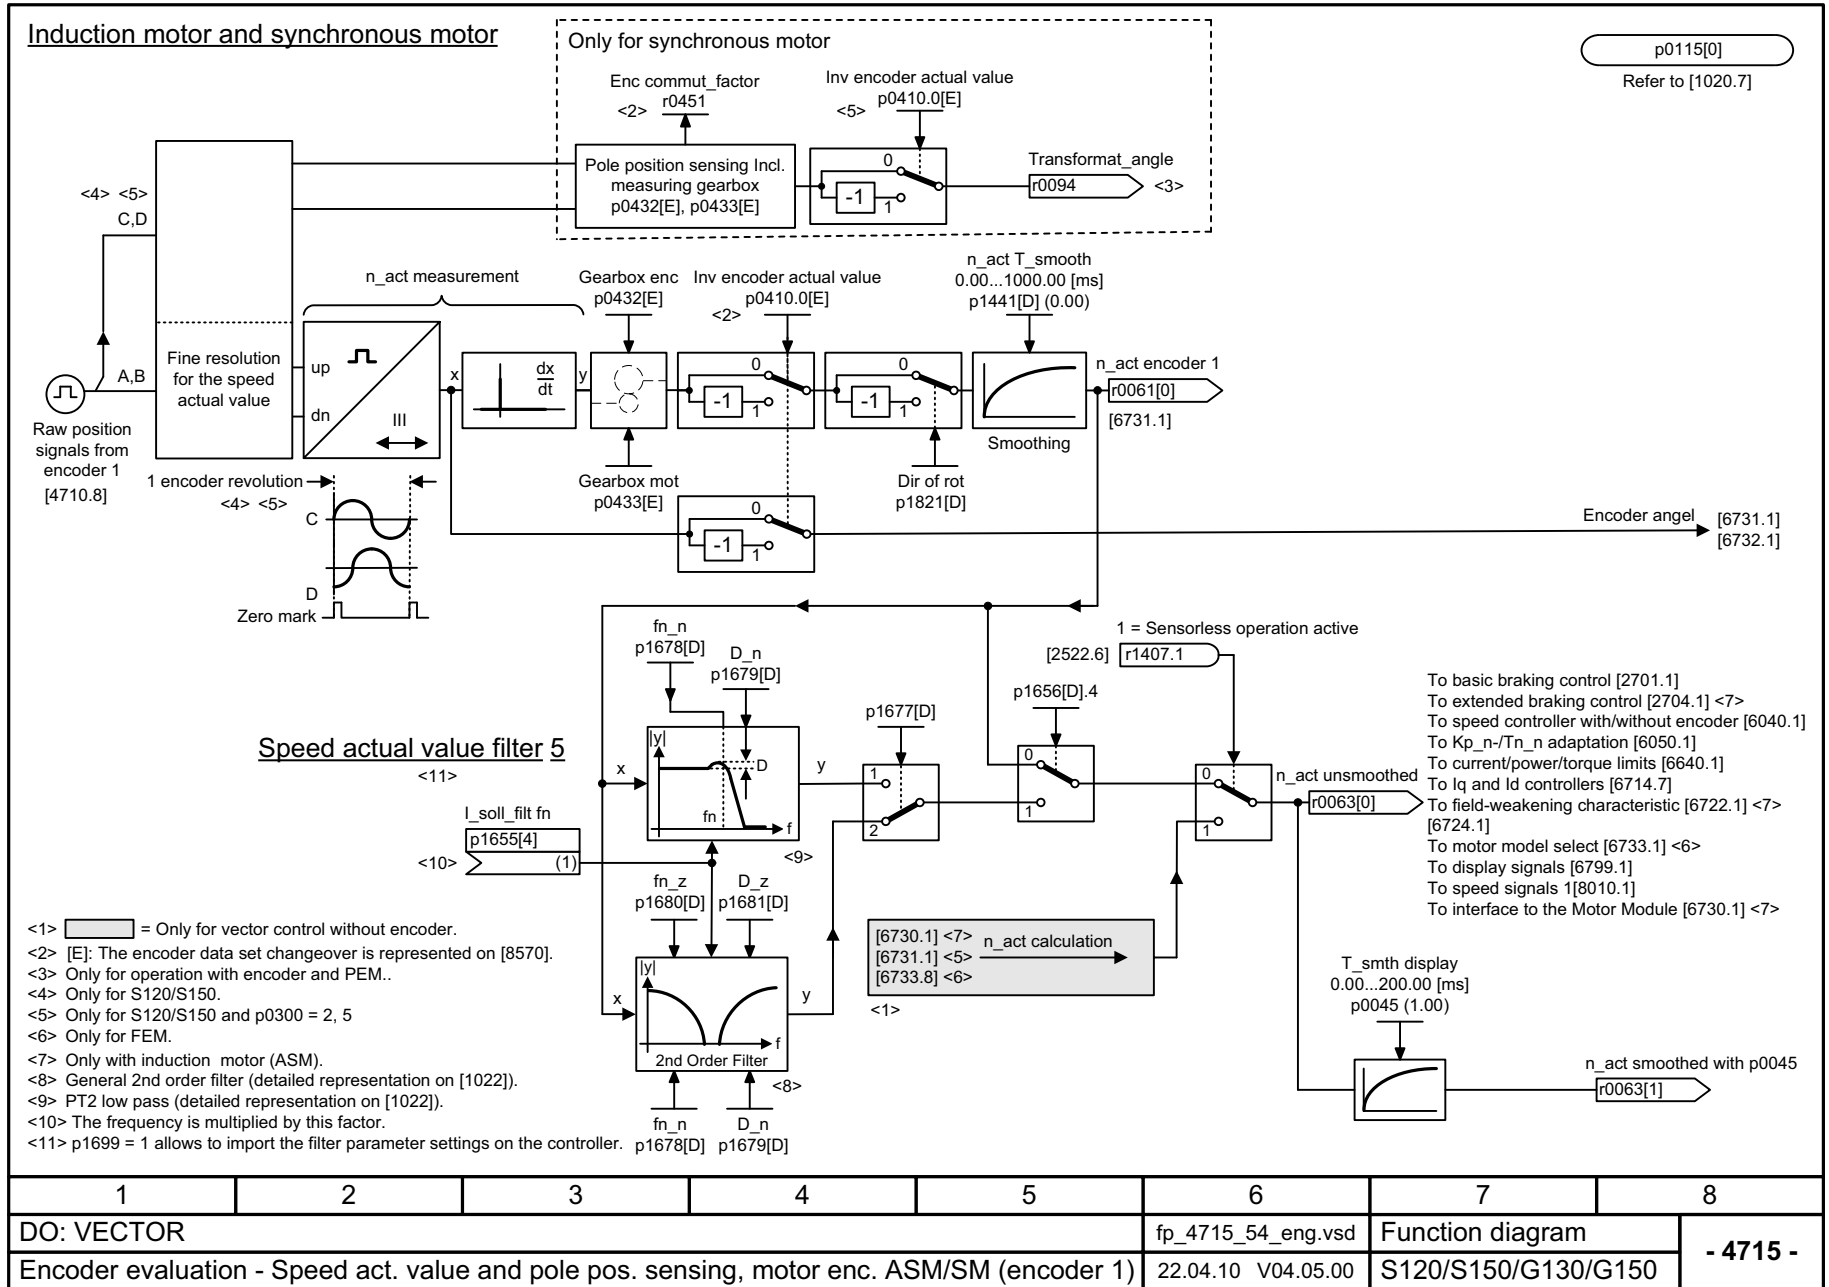 Induction motor and synchronous motor
Only for synchronous motor
p0115[0]
Refer to [1020.7]
Enc commut_factor
r0451
<2>
Inv encoder actual value
p0410.0[E]
<5>
Pole position sensing Incl.
measuring gearbox
p0432[E], p0433[E]
0
-1
1
Transformat_angle
r0094
<3>
<4> <5>
C,D
n_act measurement
Gearbox enc
p0432[E]
Inv encoder actual value
p0410.0[E]
<2>
n_act T_smooth
0.00...1000.00 [ms]
p1441[D] (0.00)
A,B
Fine resolution
for the speed
actual value
up
dn
III
x
dx
dt
y
0
-1
1
0
-1
1
Smoothing
n_act encoder 1
r0061[0]
[6731.1]
Raw position
signals from
encoder 1
[4710.8]
Gearbox mot
p0433[E]
Dir of rot
p1821[D]
1 encoder revolution
<4> <5>
C
D
Zero mark
0
-1
1
Encoder angel
[6731.1]
[6732.1]
fn_n
p1678[D]
D_n
p1679[D]
1 = Sensorless operation active
[2522.6]
r1407.1
p1656[D].4
p1677[D]
Speed actual value filter 5
<11>
x
|y|
D
fn
f
y
<9>
1
2
0
1
0
1
n_act unsmoothed
r0063[0]
To basic braking control [2701.1]
To extended braking control [2704.1] <7>
To speed controller with/without encoder [6040.1]
To Kp_n-/Tn_n adaptation [6050.1]
To current/power/torque limits [6640.1]
To Iq and Id controllers [6714.7]
To field-weakening characteristic [6722.1] <7>
[6724.1]
To motor model select [6733.1] <6>
To display signals [6799.1]
To speed signals 1[8010.1]
To interface to the Motor Module [6730.1] <7>
I_soll_filt fn
p1655[4]
<10>
(1)
fn_z
p1680[D]
D_z
p1681[D]
x
|y|
f
y
2nd Order Filter
<8>
fn_n
p1678[D]
D_n
p1679[D]
[6730.1] <7>
[6731.1] <5>
[6733.8] <6>
n_act calculation
<1>
T_smth display
0.00...200.00 [ms]
p0045 (1.00)
n_act smoothed with p0045
r0063[1]
<1> = Only for vector control without encoder.
<2> [E]: The encoder data set changeover is represented on [8570].
<3> Only for operation with encoder and PEM..
<4> Only for S120/S150.
<5> Only for S120/S150 and p0300 = 2, 5
<6> Only for FEM.
<7> Only with induction motor (ASM).
<8> General 2nd order filter (detailed representation on [1022]).
<9> PT2 low pass (detailed representation on [1022]).
<10> The frequency is multiplied by this factor.
<11> p1699 = 1 allows to import the filter parameter settings on the controller.
1 2 3 4 5 6 7 8
DO: VECTOR
fp_4715_54_eng.vsd
Function diagram
- 4715 -
Encoder evaluation - Speed act. value and pole pos. sensing, motor enc. ASM/SM (encoder 1)
22.04.10 V04.05.00
S120/S150/G130/G150